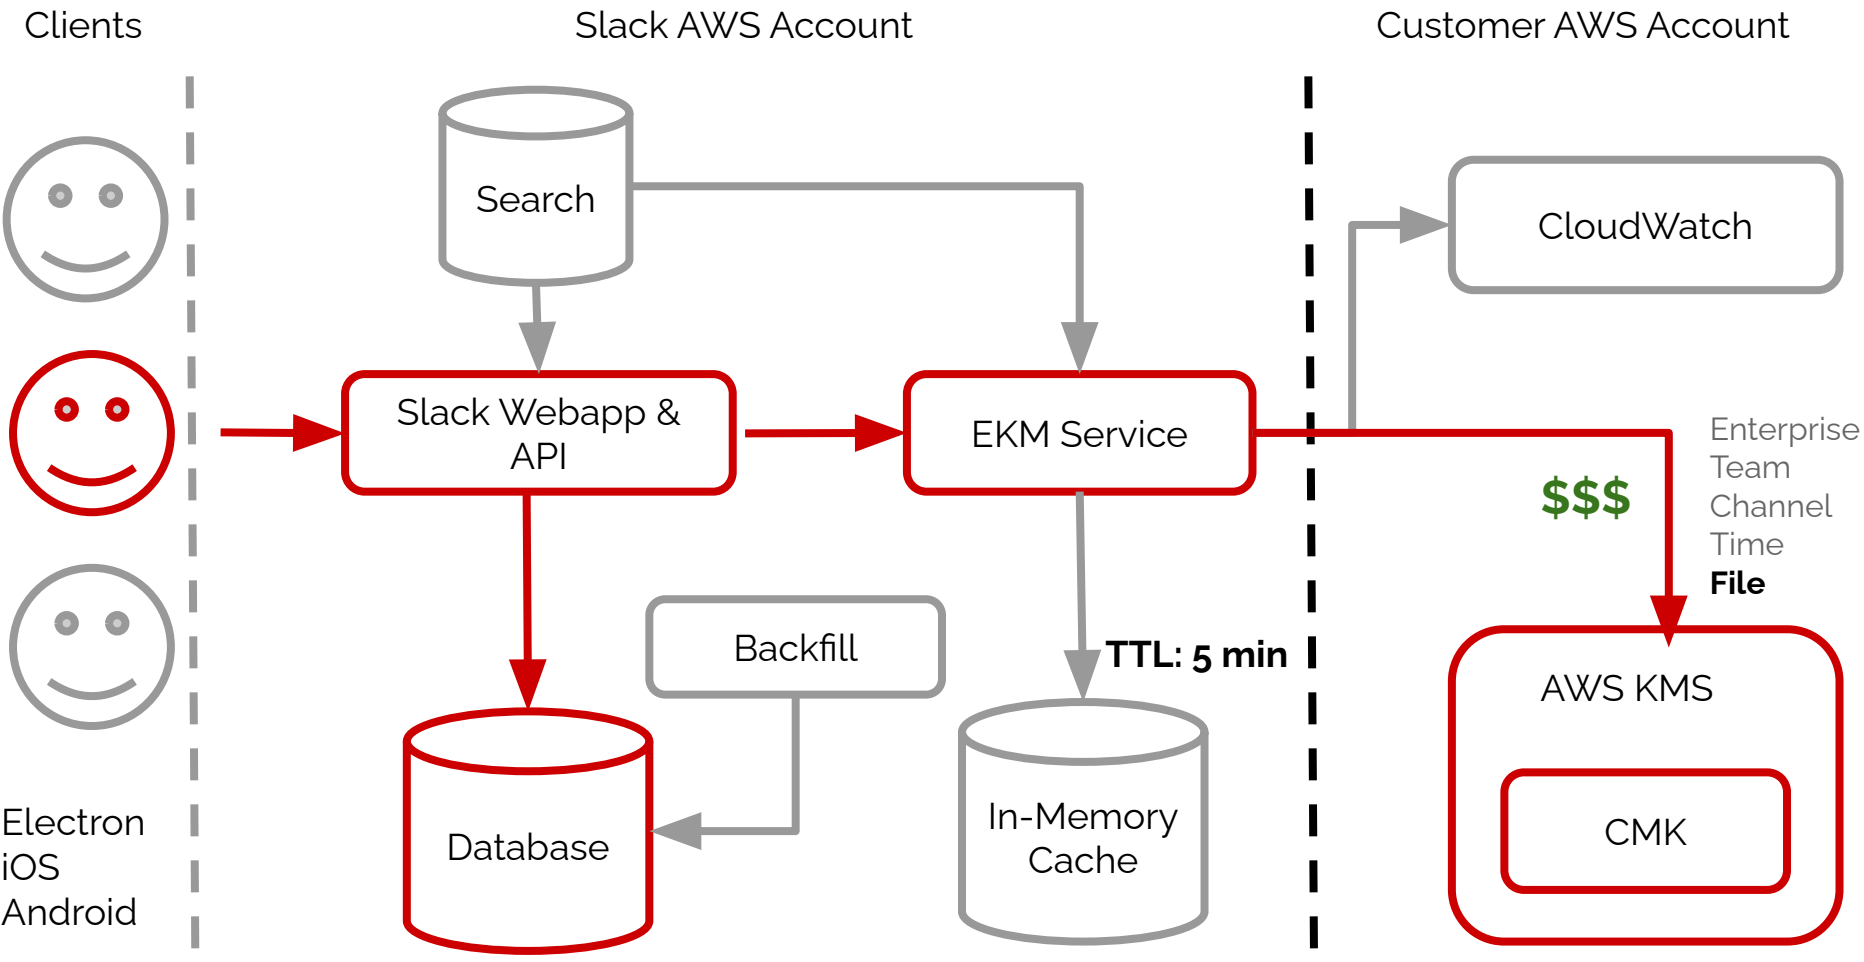 Clients
Slack AWS Account
Customer AWS Account
Search
CloudWatch
Slack Webapp &
API
EKM Service
Enterprise
Team
Channel
Time
File
$$$
Backfill
TTL: 5 min
AWS KMS
Electron
iOS
Android
Database
In-Memory
Cache
CMK